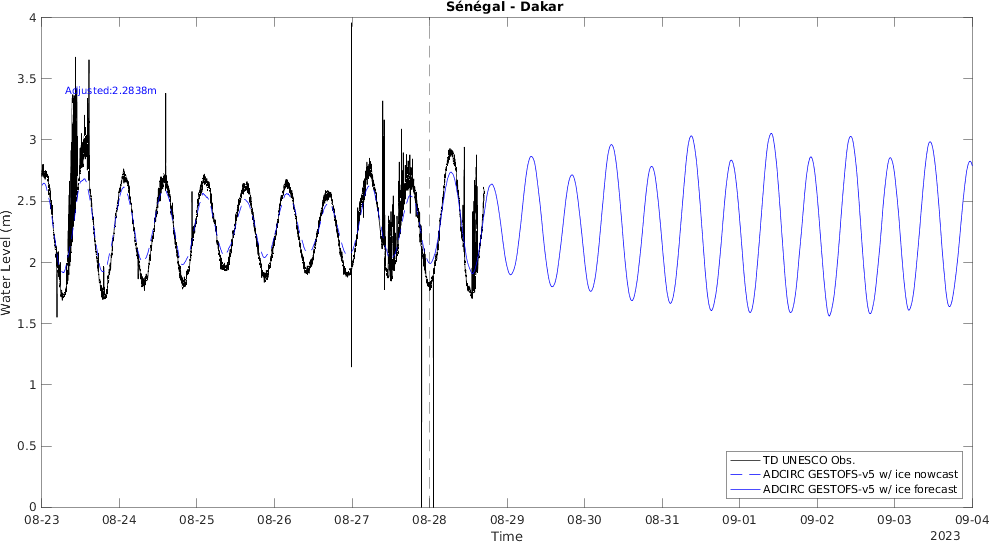 Sénégal - Dakar
4
3.5
3
2.5
2
1.5
1
0.5
0
Water Level (m)
Adjusted:2.2838m
TD UNESCO Obs.
ADCIRC GESTOFS-v5 w/ ice nowcast
ADCIRC GESTOFS-v5 w/ ice forecast
08-23 08-24 08-25 08-26 08-27 08-28 08-29 08-30 08-31 09-01 09-02 09-03 09-04
Time
2023